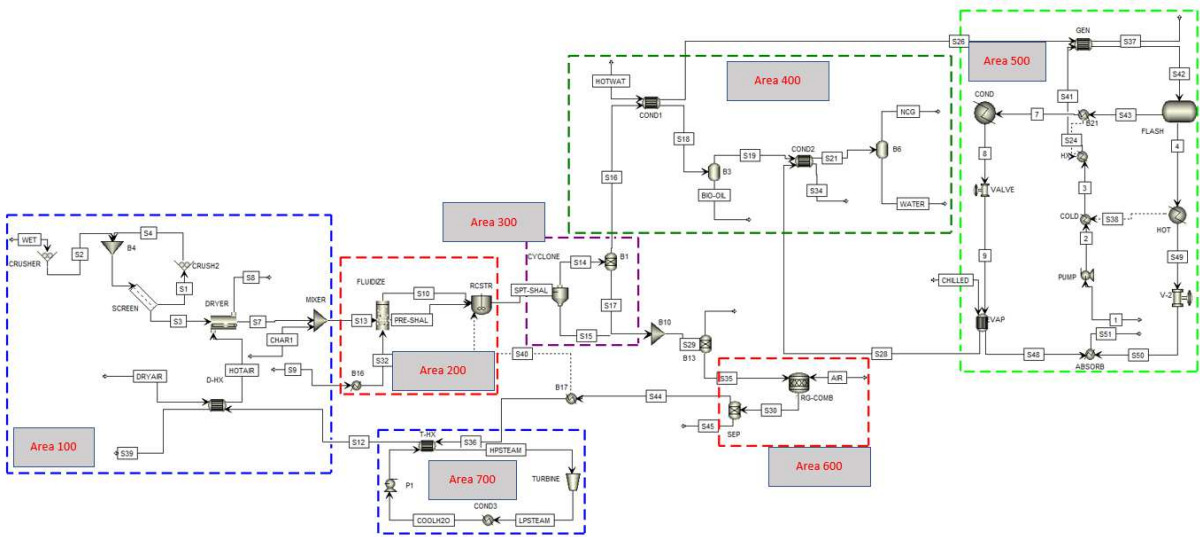 GEN
S26
S37
Area 500
S42
HOTWAT
Area 400
COND
S41
COND1
NCG
7
S43
B21
FLASH
S18
S24
S19
COND2
S21
B6
HX
8
4
S16
B3
VALVE
3
BIO-OIL
S34
WATER
COLD
S38
HOT
2
Area 300
9
S49
WET
S2
S4
B4
CYCLONE
S14
B1
PUMP
CRUSHER
CRUSH2
CHILLED
V-2
S1
FLUIDIZE
S10
RCSTR
SPT-SHAL
S17
1
SCREEN
DRYER
S8
MIXER
EVAP
S3
S7
S13
PRE-SHAL
S15
B10
S29
B13
S28
S48
S51
S50
ABSORB
CHAR1
S32
S40
DRYAIR
HOTAIR
S9
B16
Area 200
B17
S35
AIR
D-HX
S44
RG-COMB
S30
Area 100
S12
T-HX
S36
HPSTEAM
S45
SEP
S39
Area 700
Area 600
P1
TURBINE
COND3
COOLH2O
LPSTEAM